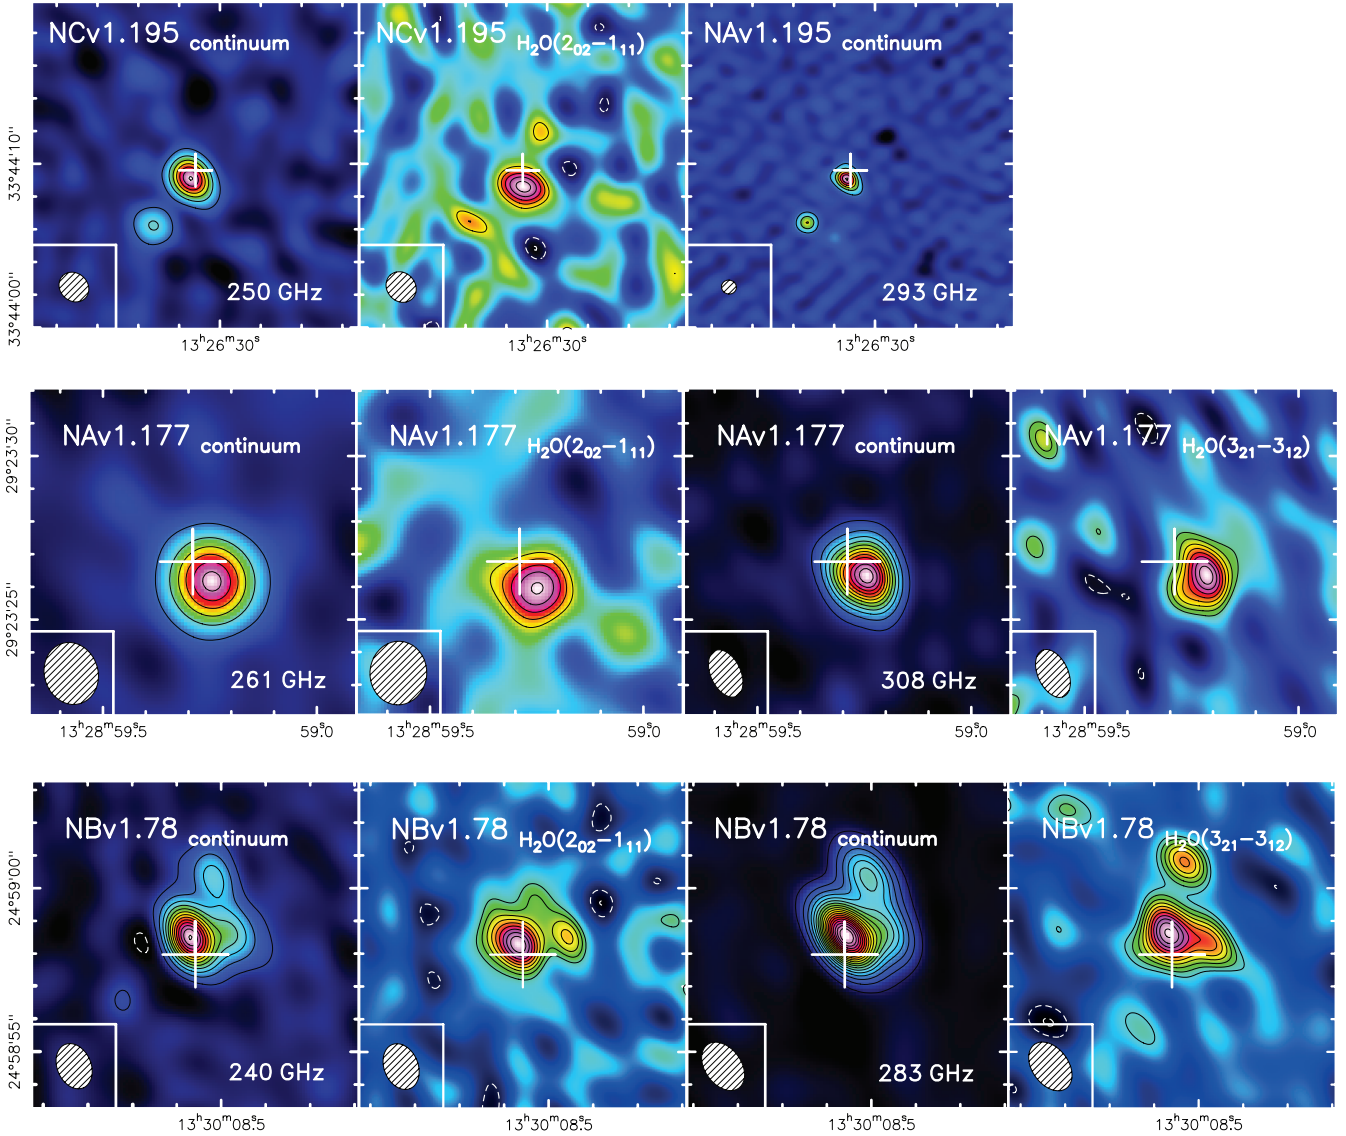 NCv1.195 continuum
NCv1.195 H₂O(2₀₂−1₁₁)
NAv1.195 continuum
33°44'10''
33°44'00''
250 GHz
293 GHz
13ʰ26ᵐ30ˢ
13ʰ26ᵐ30ˢ
13ʰ26ᵐ30ˢ
NAv1.177 continuum
NAv1.177 H₂O(2₀₂−1₁₁)
NAv1.177 continuum
NAv1.177 H₂O(3₂₁−3₁₂)
29°23'30''
29°23'25''
261 GHz
308 GHz
13ʰ28ᵐ59ˢ.5 59ˢ.0
13ʰ28ᵐ59ˢ.5 59ˢ.0
13ʰ28ᵐ59ˢ.5 59ˢ.0
13ʰ28ᵐ59ˢ.5 59ˢ.0
NBv1.78 continuum
NBv1.78 H₂O(2₀₂−1₁₁)
NBv1.78 continuum
NBv1.78 H₂O(3₂₁−3₁₂)
24°59'00''
24°58'55''
240 GHz
283 GHz
13ʰ30ᵐ08ˢ.5
13ʰ30ᵐ08ˢ.5
13ʰ30ᵐ08ˢ.5
13ʰ30ᵐ08ˢ.5